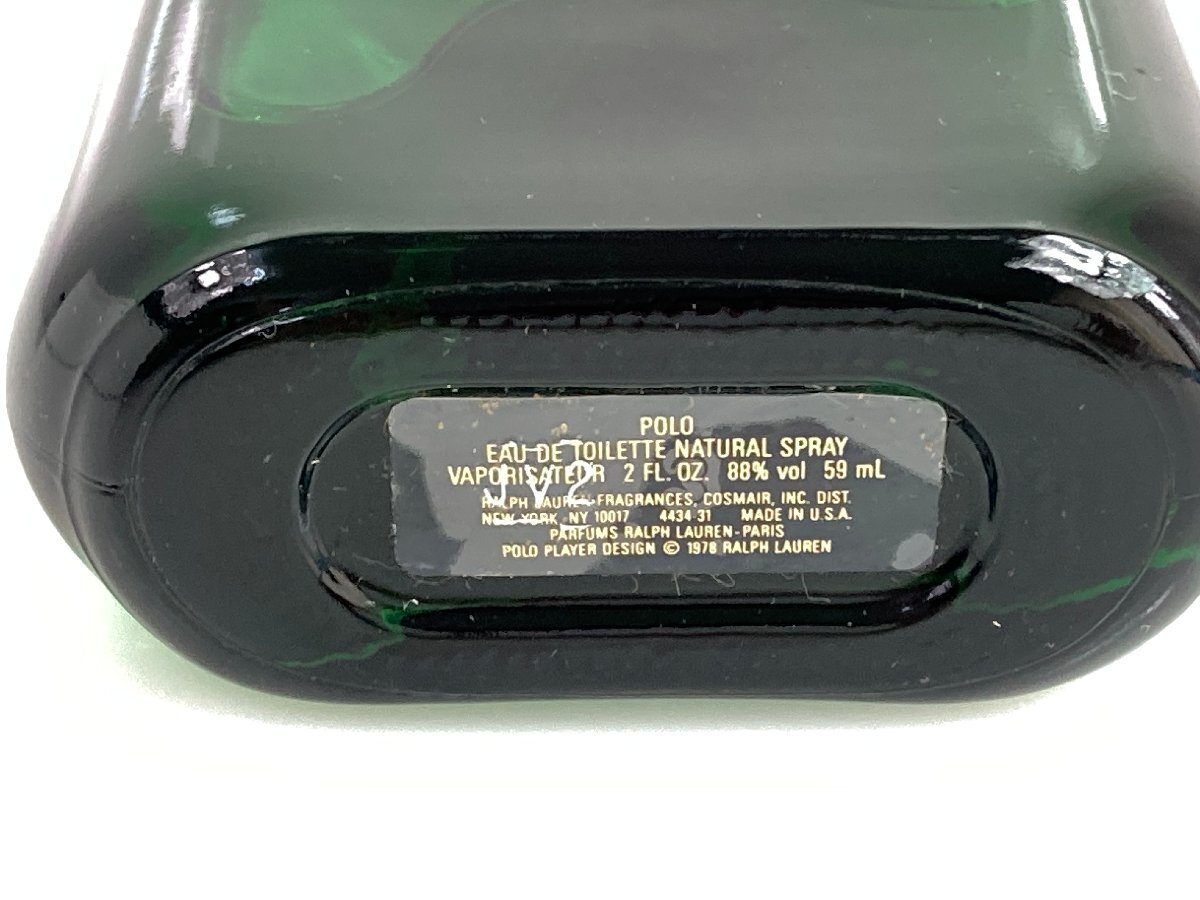 POLO
EAU DE TOILETTE NATURAL SPRAY
VAPORISATEUR 2 FL. OZ. 88% vol 59 mL
RALPH LAUREN FRAGRANCES, COSMAIR, INC. DIST.
NEW YORK, NY 10017 4434-31 MADE IN U.S.A.
PARFUMS RALPH LAUREN-PARIS
POLO PLAYER DESIGN © 1978 RALPH LAUREN
JV2